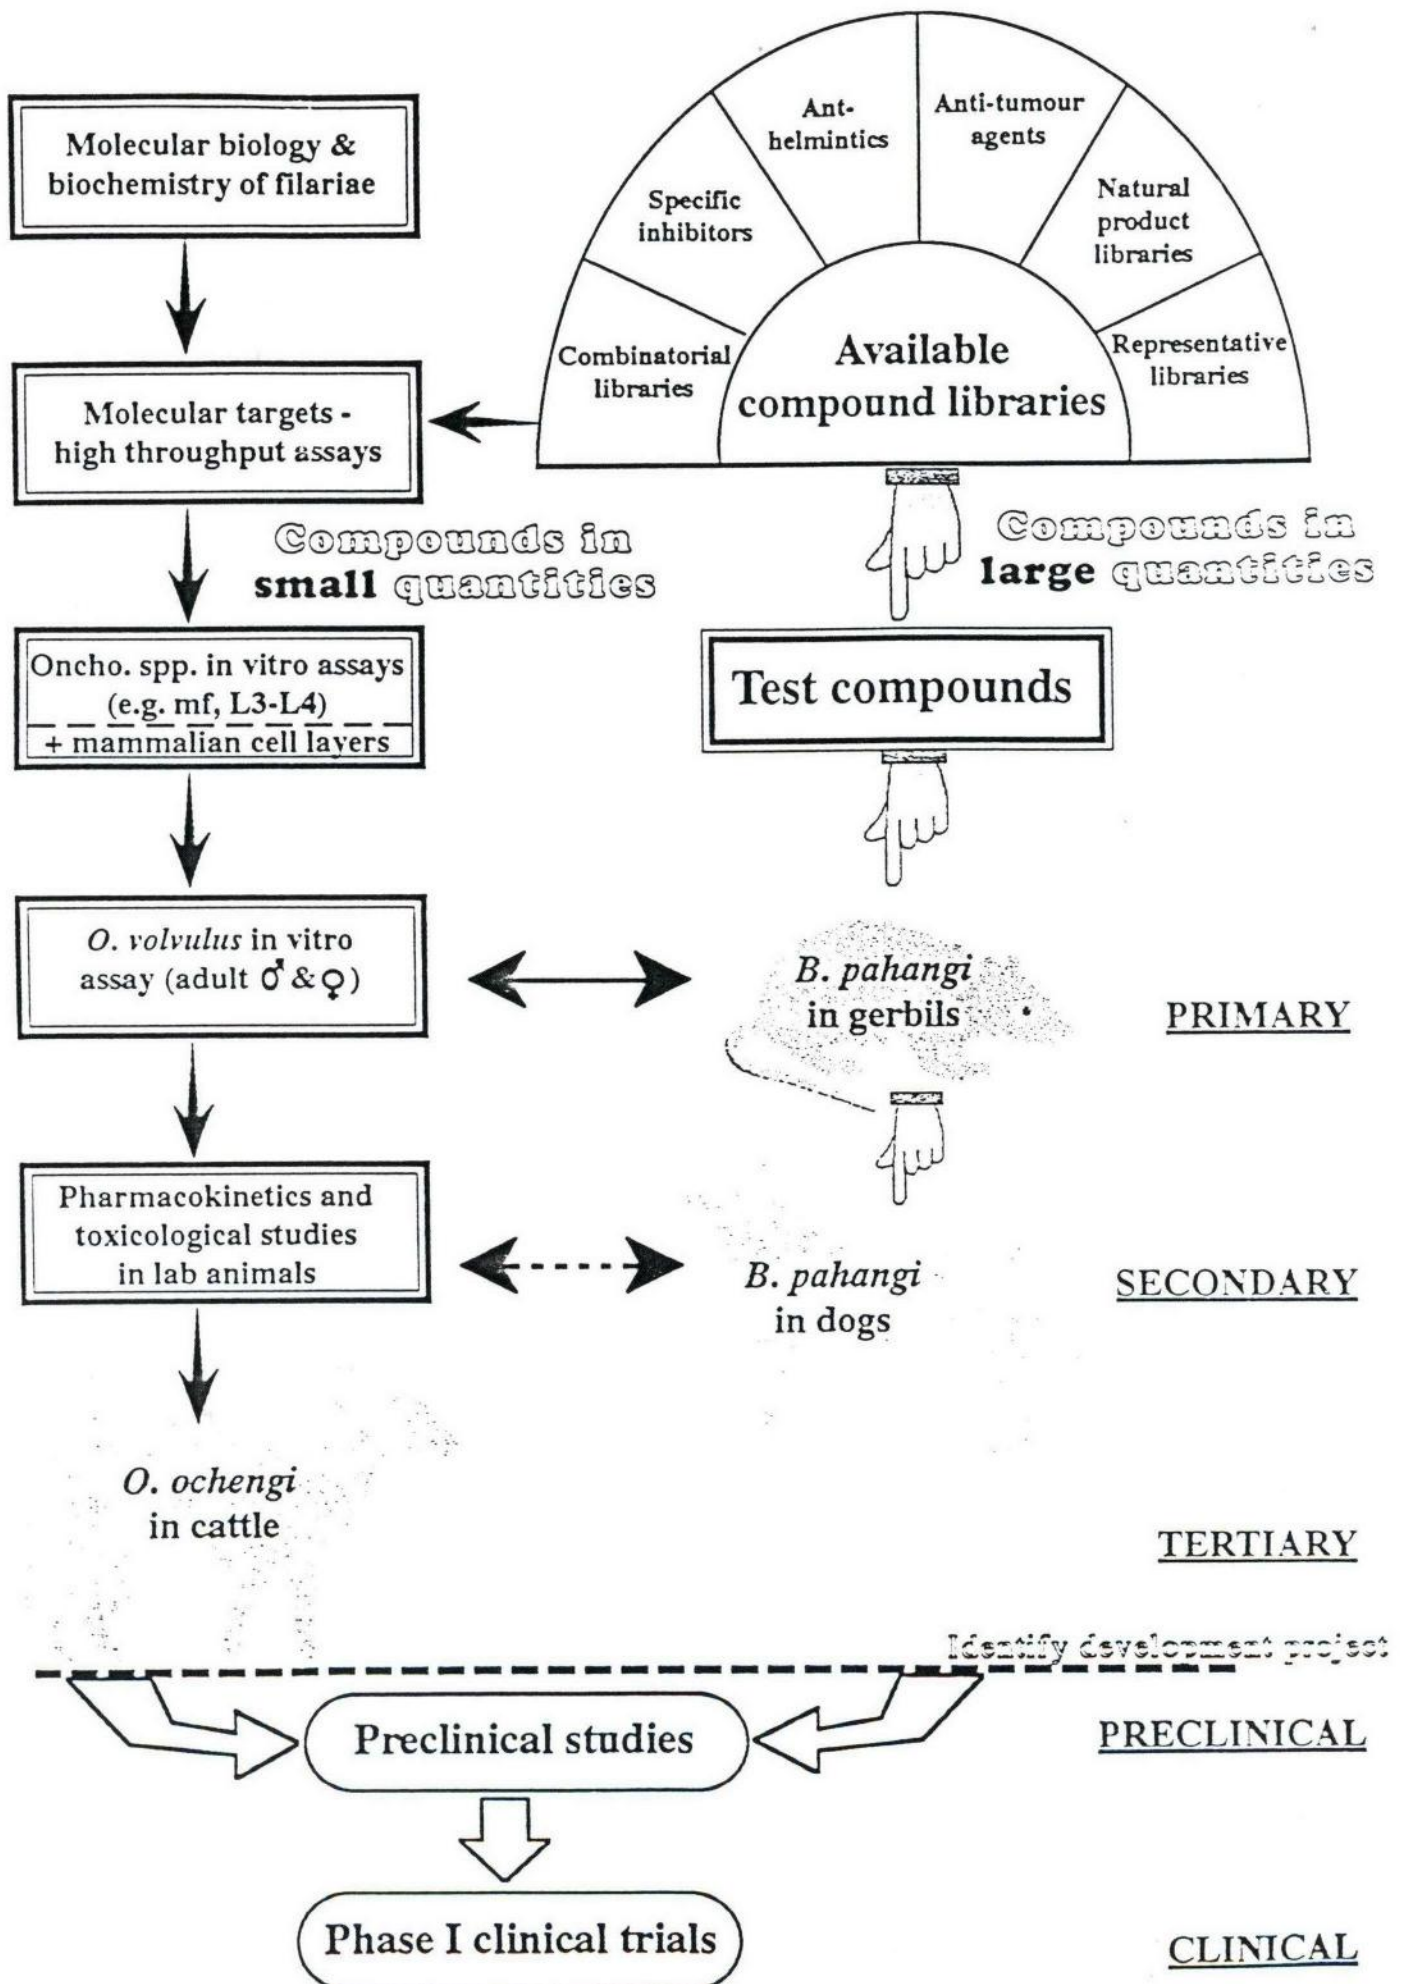 Molecular biology &
biochemistry of filariae
Molecular targets -
high throughput assays
Combinatorial
libraries
Specific
inhibitors
Ant-
helmintics
Anti-tumour
agents
Natural
product
libraries
Representative
libraries
Available
compound libraries
Compounds in
small quantities
Compounds in
large quantities
Oncho. spp. in vitro assays
(e.g. mf, L3-L4)
+ mammalian cell layers
Test compounds
O. volvulus in vitro
assay (adult ♂ & ♀)
B. pahangi
in gerbils
PRIMARY
Pharmacokinetics and
toxicological studies
in lab animals
B. pahangi
in dogs
SECONDARY
O. ochengi
in cattle
TERTIARY
Identify development project
Preclinical studies
PRECLINICAL
Phase I clinical trials
CLINICAL